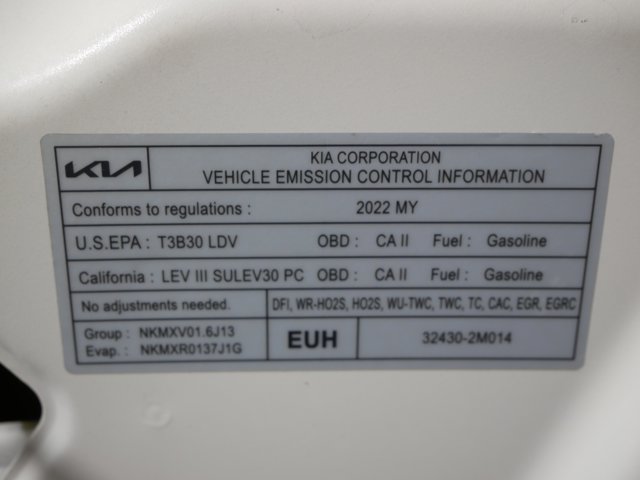 KIA
KIA CORPORATION
VEHICLE EMISSION CONTROL INFORMATION
Conforms to regulations : 2022 MY
U.S.EPA : T3B30 LDV OBD : CA II Fuel : Gasoline
California : LEV III SULEV30 PC OBD : CA II Fuel : Gasoline
No adjustments needed. DFI, WR-HO2S, HO2S, WU-TWC, TWC, TC, CAC, EGR, EGRC
Group : NKMXV01.6J13
Evap. : NKMXR0137J1G
EUH
32430-2M014